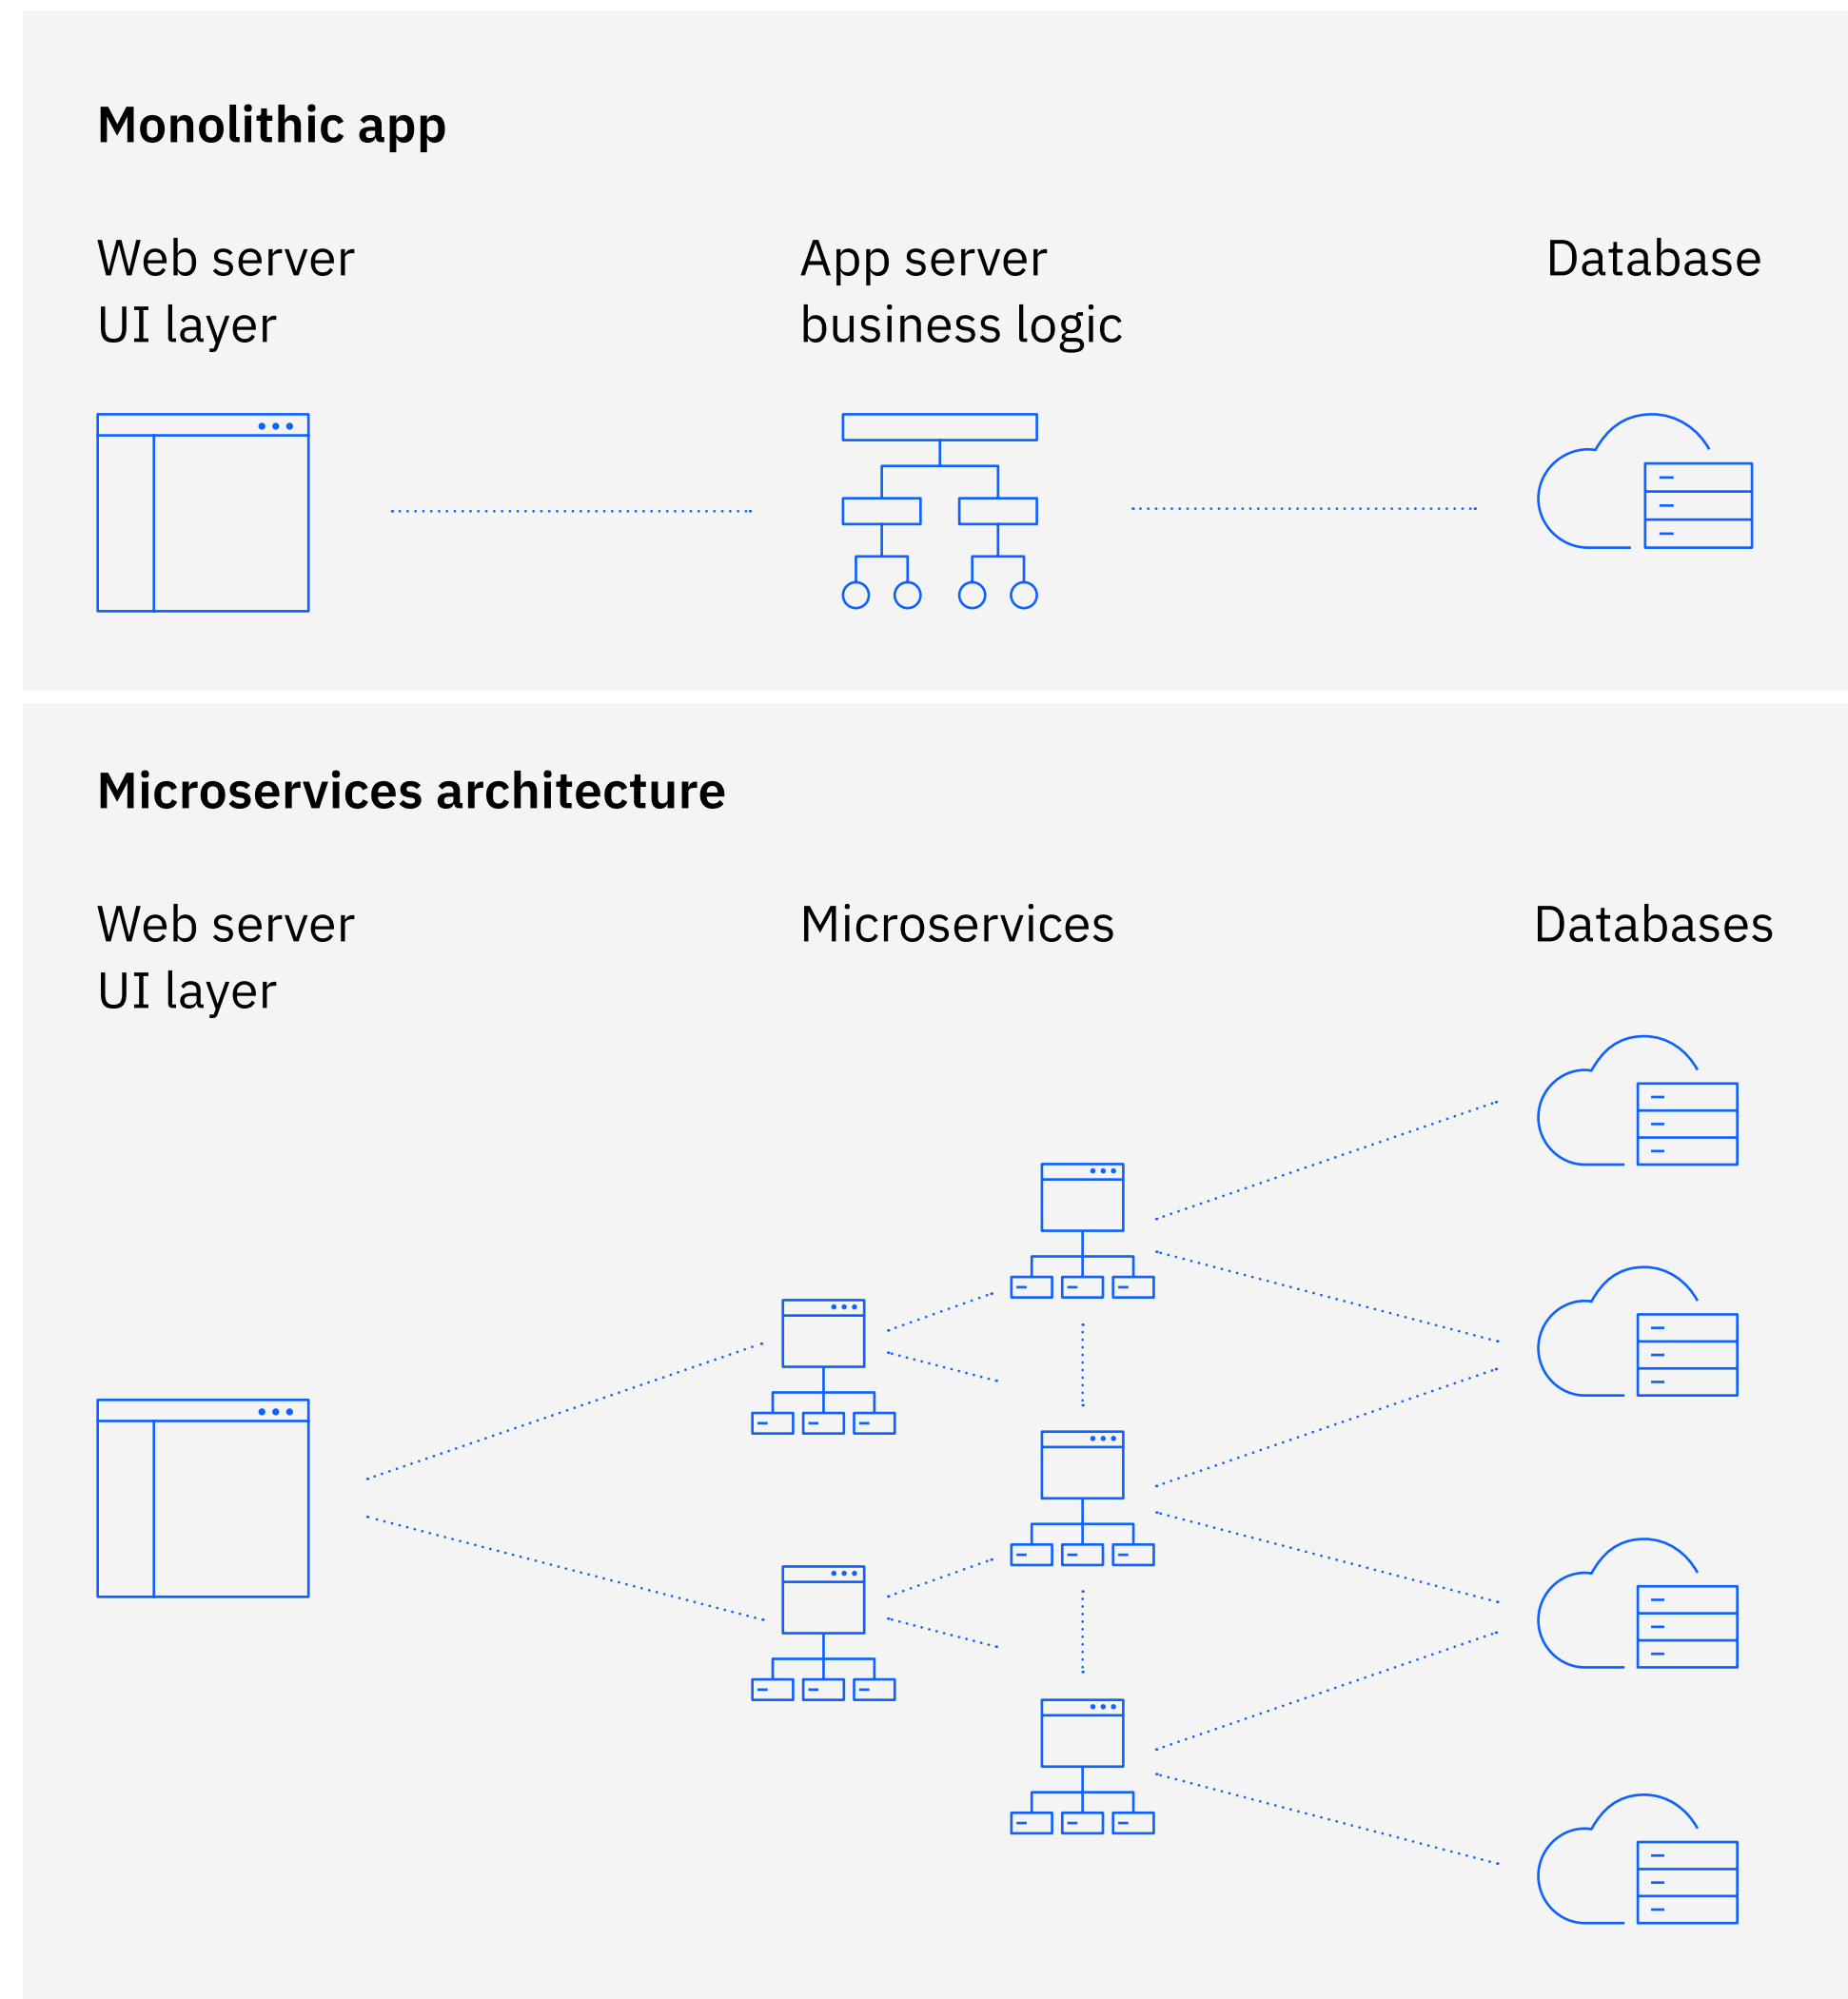 Monolithic app
Web server
UI layer
App server
business logic
Database
Microservices architecture
Web server
UI layer
Microservices
Databases